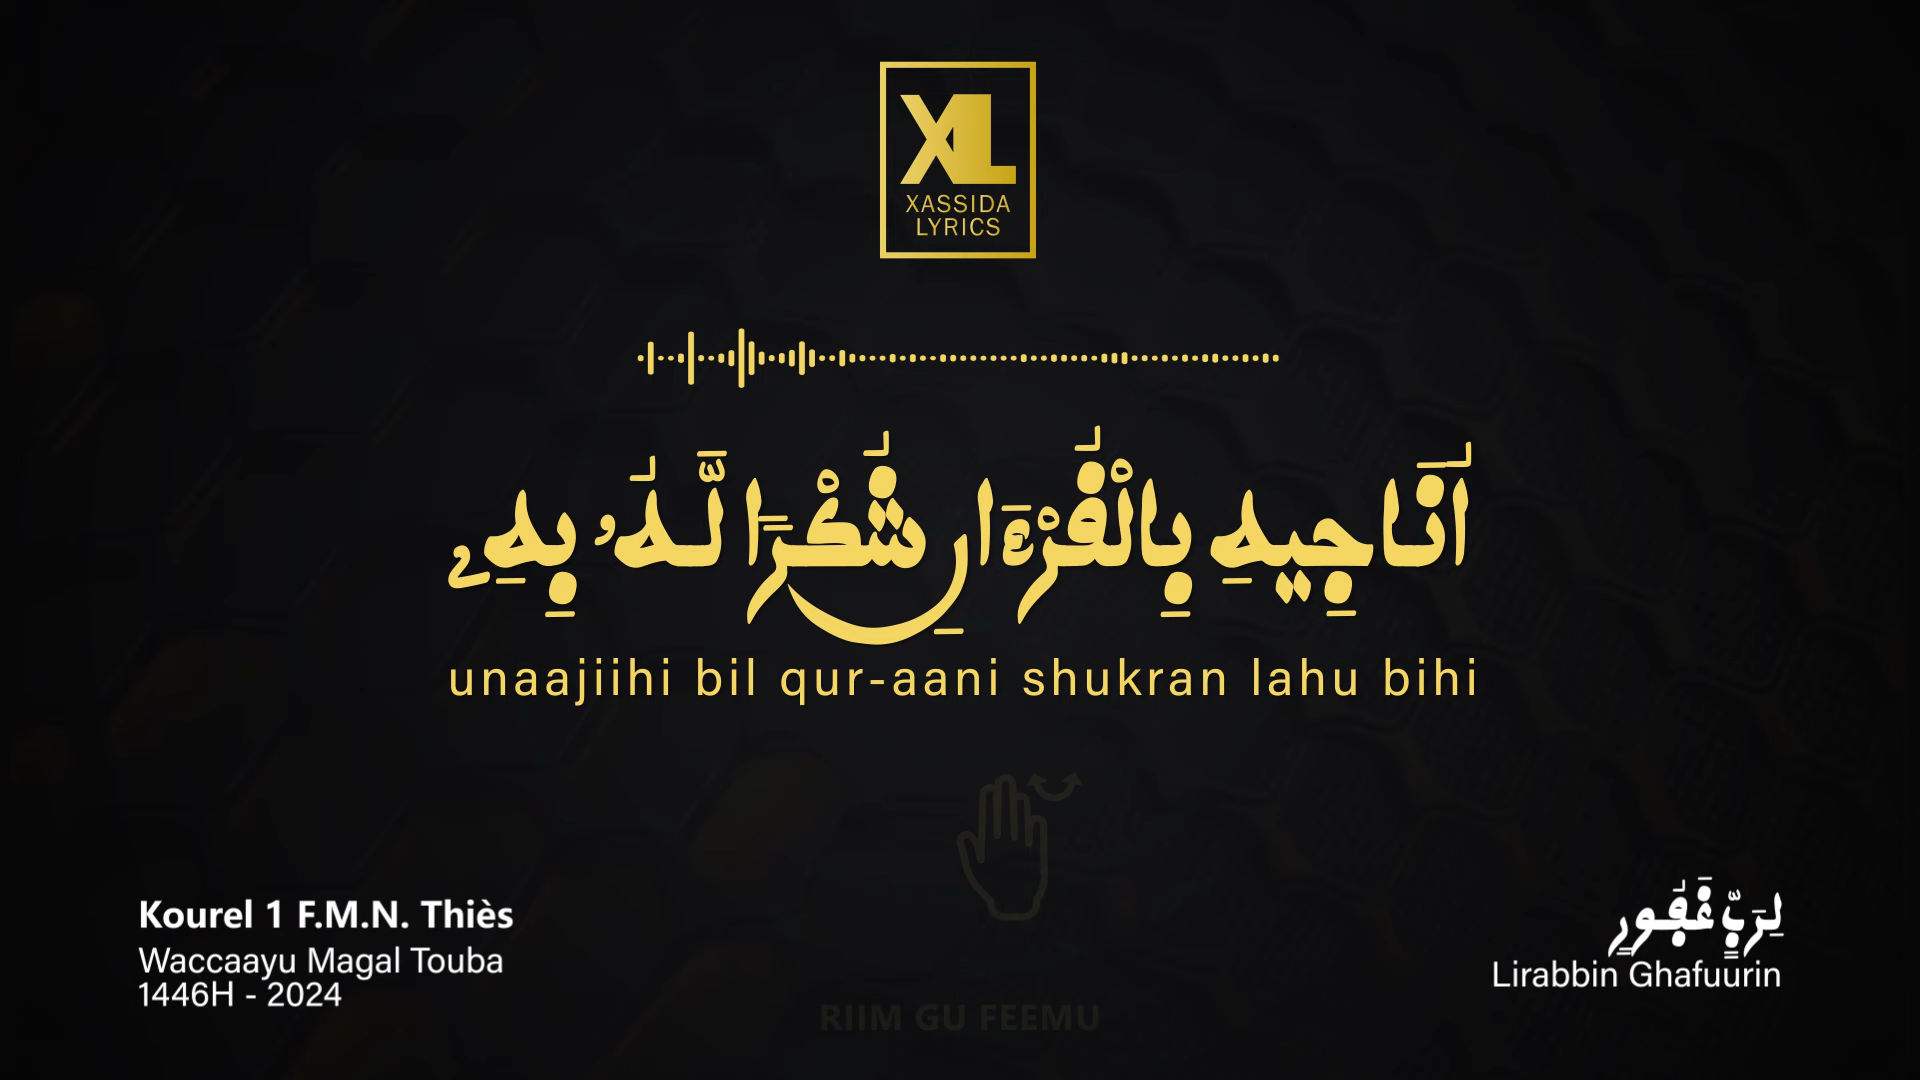 XL
XASSIDA
LYRICS
اُنَاجِيهِ بِالْقُرْءَارِ شُكْرًا لَّهُۥ بِهِۦ
unaajiihi bil qur-aani shukran lahu bihi
Kourel 1 F.M.N. Thiès
Waccaayu Magal Touba
1446H - 2024
لِرَبٍّ غَفُورٍ
Lirabbin Ghafuurin
RIIM GU FEEMU